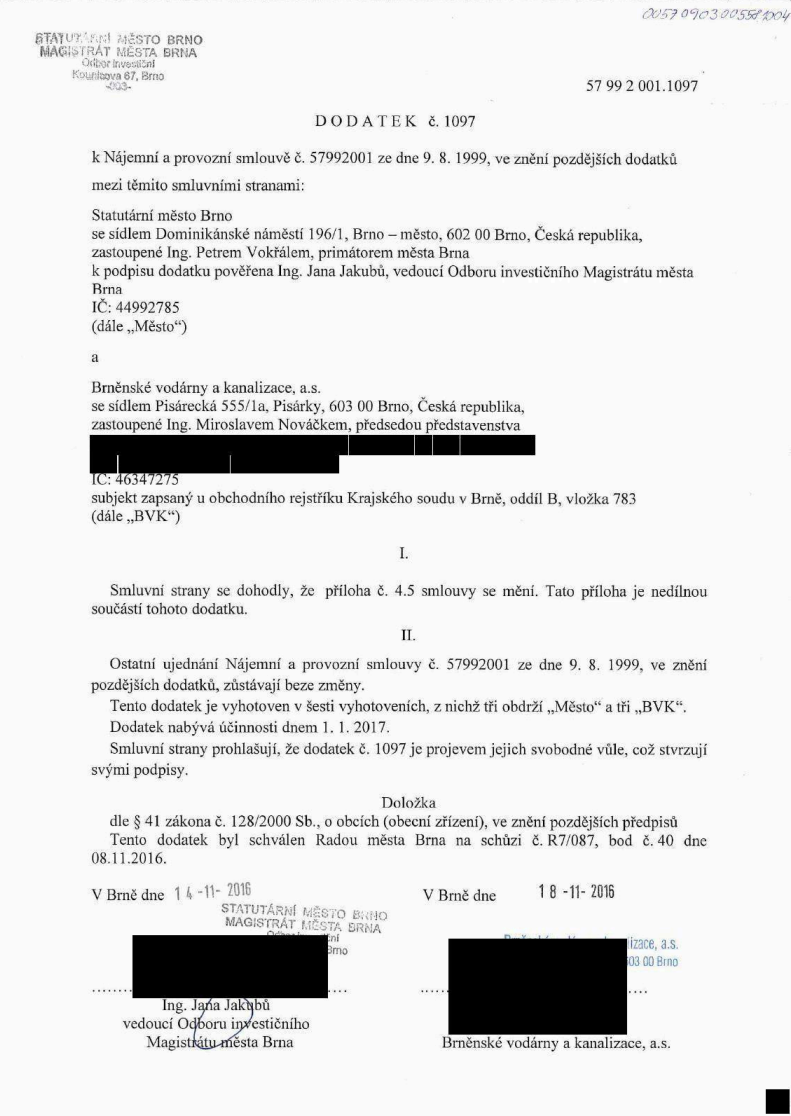 00570903005581004
STATUTÁRNÍ MĚSTO BRNO
MAGISTRÁT MĚSTA BRNA
Odbor investiční
Kounicova 67, Brno
-003-
57 99 2 001.1097
D O D A T E K č. 1097
k Nájemní a provozní smlouvě č. 57992001 ze dne 9. 8. 1999, ve znění pozdějších dodatků
mezi těmito smluvními stranami:
Statutární město Brno
se sídlem Dominikánské náměstí 196/1, Brno – město, 602 00 Brno, Česká republika,
zastoupené Ing. Petrem Vokřálem, primátorem města Brna
k podpisu dodatku pověřena Ing. Jana Jakubů, vedoucí Odboru investičního Magistrátu města
Brna
IČ: 44992785
(dále „Město“)
a
Brněnské vodárny a kanalizace, a.s.
se sídlem Pisárecká 555/1a, Pisárky, 603 00 Brno, Česká republika,
zastoupené Ing. Miroslavem Nováčkem, předsedou představenstva
IČ: 46347275
subjekt zapsaný u obchodního rejstříku Krajského soudu v Brně, oddíl B, vložka 783
(dále „BVK“)
I.
Smluvní strany se dohodly, že příloha č. 4.5 smlouvy se mění. Tato příloha je nedílnou
součástí tohoto dodatku.
II.
Ostatní ujednání Nájemní a provozní smlouvy č. 57992001 ze dne 9. 8. 1999, ve znění
pozdějších dodatků, zůstávají beze změny.
Tento dodatek je vyhotoven v šesti vyhotoveních, z nichž tři obdrží „Město“ a tři „BVK“.
Dodatek nabývá účinnosti dnem 1. 1. 2017.
Smluvní strany prohlašují, že dodatek č. 1097 je projevem jejich svobodné vůle, což stvrzují
svými podpisy.
Doložka
dle § 41 zákona č. 128/2000 Sb., o obcích (obecní zřízení), ve znění pozdějších předpisů
Tento dodatek byl schválen Radou města Brna na schůzi č. R7/087, bod č. 40 dne
08.11.2016.
V Brně dne 14 -11- 2016
V Brně dne 18 -11- 2016
STATUTÁRNÍ MĚSTO BRNO
MAGISTRÁT MĚSTA BRNA
lizace, a.s.
603 00 Brno
Ing. Jana Jakubů
vedoucí Odboru investičního
Magistrátu města Brna
Brněnské vodárny a kanalizace, a.s.